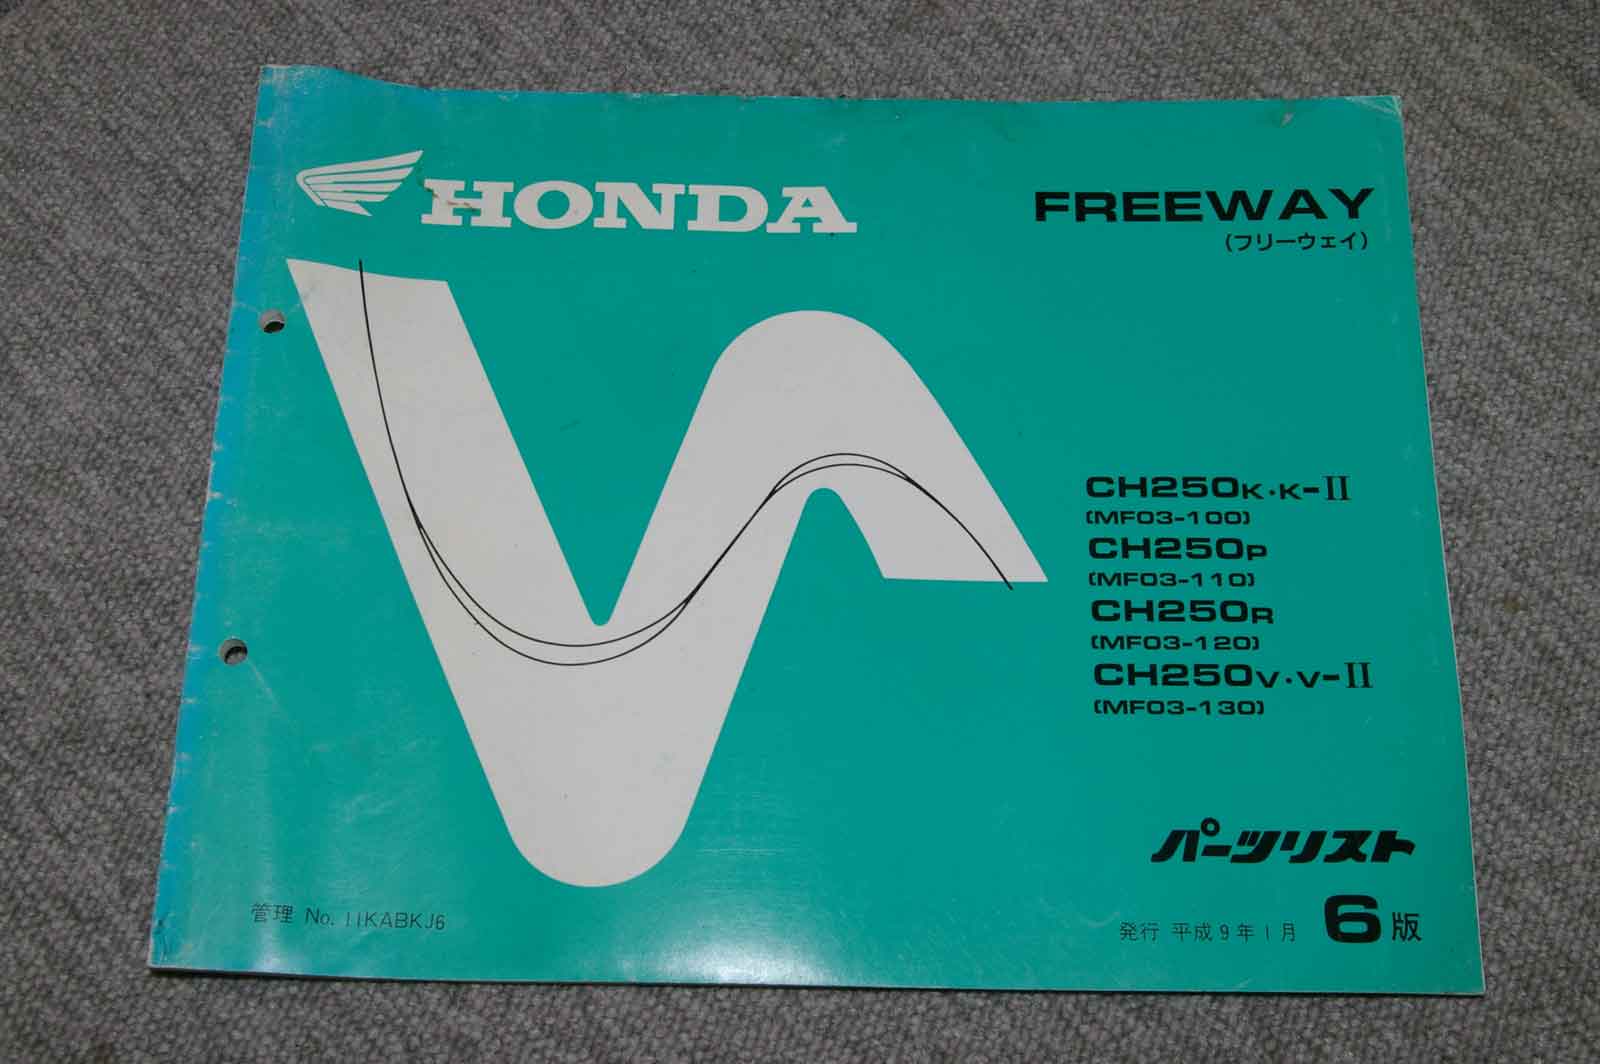 HONDA
FREEWAY
(フリーウェイ)
CH250K・K-II
(MF03-100)
CH250P
(MF03-110)
CH250R
(MF03-120)
CH250V・V-II
(MF03-130)
パーツリスト
管理 No. 11KABKJ6
発行 平成9年1月 6版